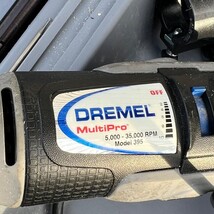 OFF
DREMEL
MultiPro
5,000 - 35,000 RPM
Model 395